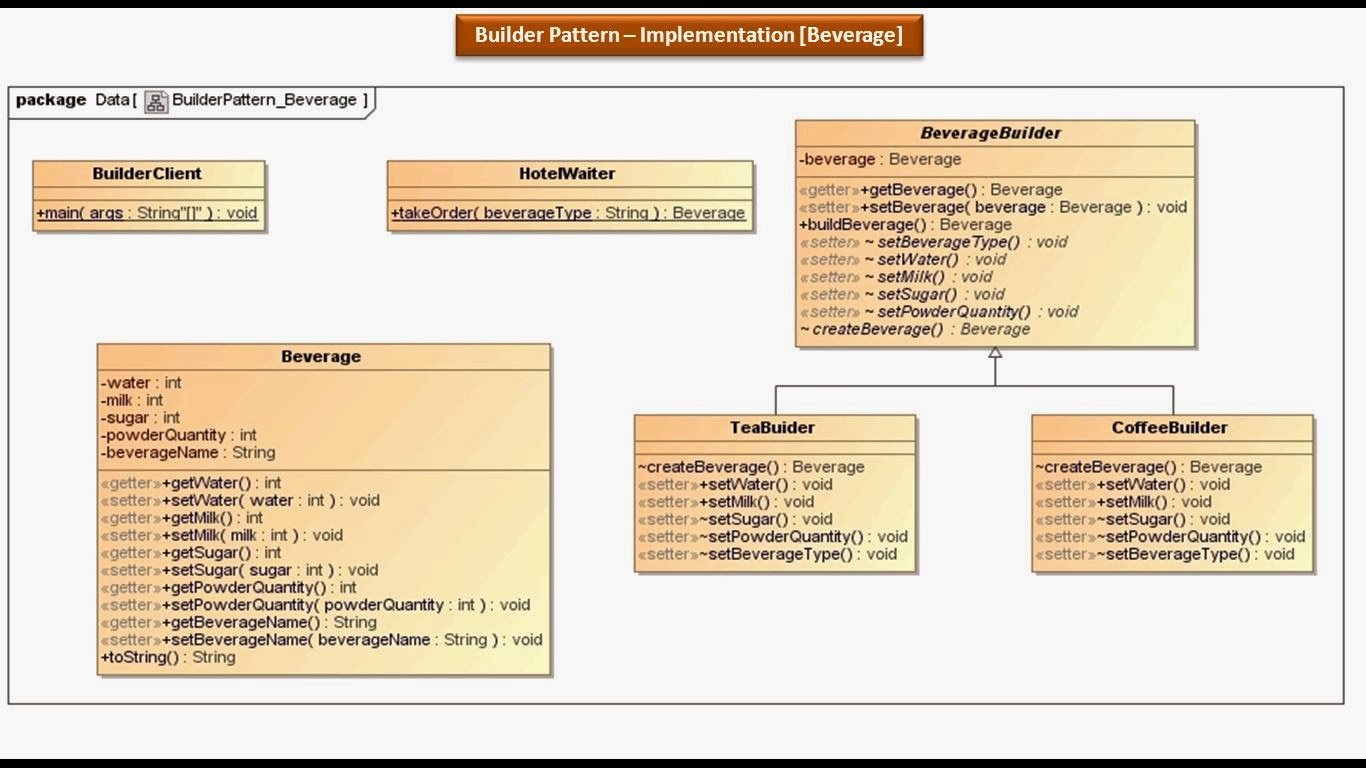 Builder Pattern – Implementation [Beverage]
package Data[ BuilderPattern_Beverage ]
BuilderClient
+main( args : String"[]" ) : void
HotelWaiter
+takeOrder( beverageType : String ) : Beverage
BeverageBuilder
-beverage : Beverage
«getter»+getBeverage() : Beverage
«setter»+setBeverage( beverage : Beverage ) : void
+buildBeverage() : Beverage
«setter» ~ setBeverageType() : void
«setter» ~ setWater() : void
«setter» ~ setMilk() : void
«setter» ~ setSugar() : void
«setter» ~ setPowderQuantity() : void
~ createBeverage() : Beverage
Beverage
-water : int
-milk : int
-sugar : int
-powderQuantity : int
-beverageName : String
«getter»+getWater() : int
«setter»+setWater( water : int ) : void
«getter»+getMilk() : int
«setter»+setMilk( milk : int ) : void
«getter»+getSugar() : int
«setter»+setSugar( sugar : int ) : void
«getter»+getPowderQuantity() : int
«setter»+setPowderQuantity( powderQuantity : int ) : void
«getter»+getBeverageName() : String
«setter»+setBeverageName( beverageName : String ) : void
+toString() : String
TeaBuider
~createBeverage() : Beverage
«setter»+setWater() : void
«setter»+setMilk() : void
«setter»~setSugar() : void
«setter»~setPowderQuantity() : void
«setter»~setBeverageType() : void
CoffeeBuilder
~createBeverage() : Beverage
«setter»+setWater() : void
«setter»+setMilk() : void
«setter»~setSugar() : void
«setter»~setPowderQuantity() : void
«setter»~setBeverageType() : void